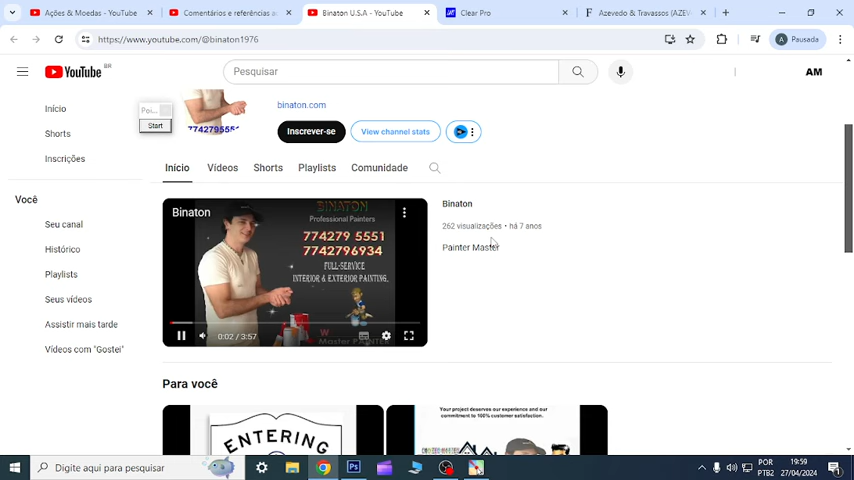 Ações & Moedas - YouTube
Comentários e referências a
Binaton U.S.A - YouTube
Clear Pro
Azevedo & Travassos (AZEV
https://www.youtube.com/@binaton1976
Pausada
YouTube BR
Pesquisar
AM
Início
Shorts
Inscrições
Você
Seu canal
Histórico
Playlists
Seus vídeos
Assistir mais tarde
Vídeos com "Gostei"
Poi...
Start
binaton.com
Inscrever-se
View channel stats
Início Vídeos Shorts Playlists Comunidade
Binaton
BINATON
Professional Painters
774279 5551
7742796934
FULL-SERVICE
INTERIOR & EXTERIOR PAINTING.
Master PAINTER
0:02 / 3:57
Binaton
262 visualizações • há 7 anos
Painter Master
Para você
ENTERING
Your project deserves our experience and our
commitment to 100% customer satisfaction.
Digite aqui para pesquisar
POR
PTB2
19:59
27/04/2024